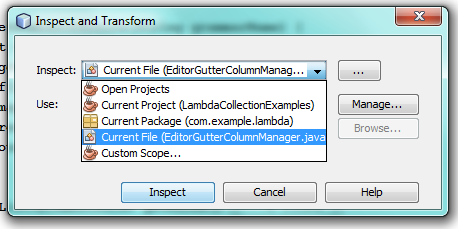 Inspect and Transform
Inspect: Current File (EditorGutterColumnManag... ...
Open Projects
Current Project (LambdaCollectionExamples)
Use: Current Package (com.example.lambda) Manage...
Current File (EditorGutterColumnManager.java
Browse...
Custom Scope...
Inspect Cancel Help